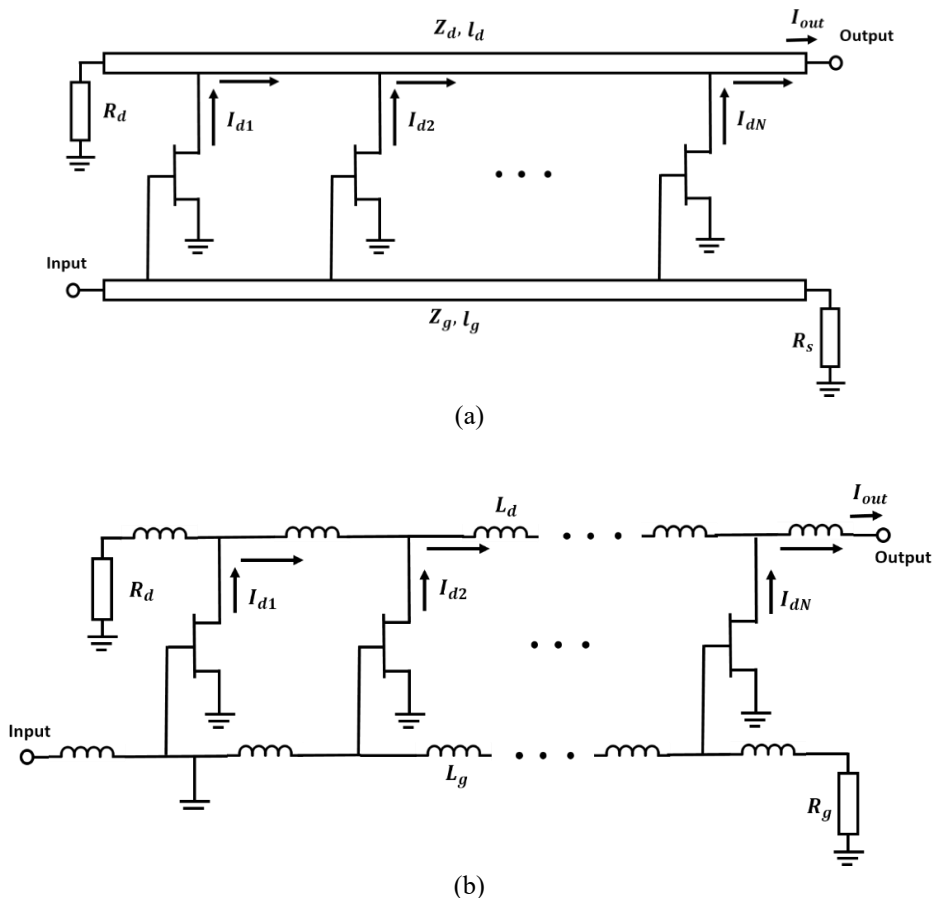 Z_d, l_d
I_out
Output
R_d
I_d1
I_d2
I_dN
Input
Z_g, l_g
R_s
(a)
L_d
I_out
Output
R_d
I_d1
I_d2
I_dN
Input
L_g
R_g
(b)